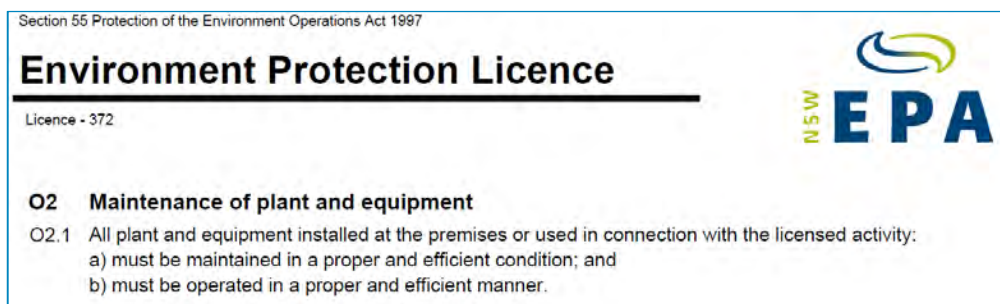 Section 55 Protection of the Environment Operations Act 1997
Environment Protection Licence
Licence - 372
NSW EPA
O2 Maintenance of plant and equipment
O2.1 All plant and equipment installed at the premises or used in connection with the licensed activity:
a) must be maintained in a proper and efficient condition; and
b) must be operated in a proper and efficient manner.